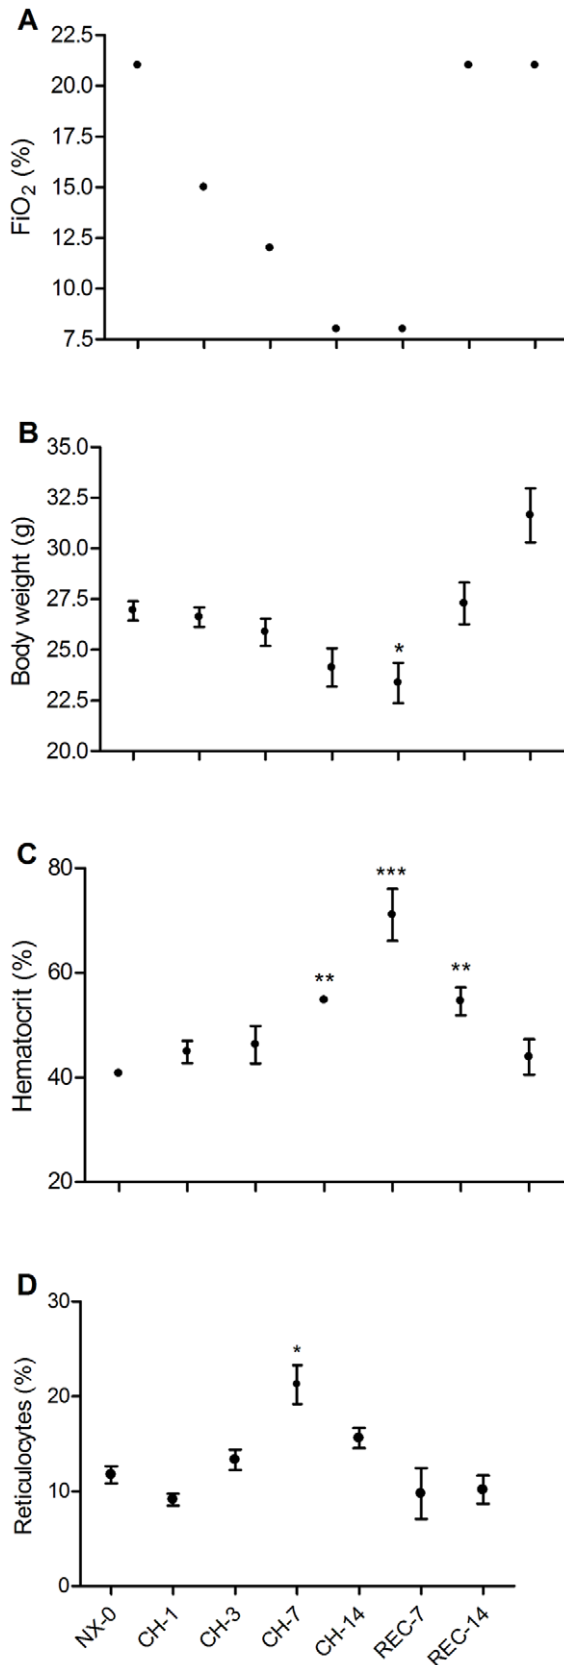 A
22.5
20.0
17.5
15.0
12.5
10.0
7.5
FiO2 (%)
B
35.0
32.5
30.0
27.5
25.0
22.5
20.0
Body weight (g)
*
C
80
60
40
20
Hematocrit (%)
**
***
**
D
30
20
10
0
Reticulocytes (%)
*
NX-0
CH-1
CH-3
CH-7
CH-14
REC-7
REC-14